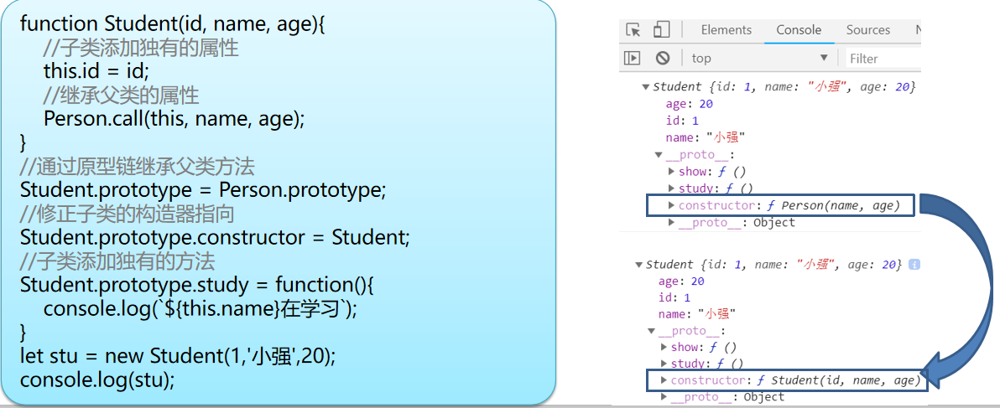 function Student(id, name, age){
//子类添加独有的属性
this.id = id;
//继承父类的属性
Person.call(this, name, age);
}
//通过原型链继承父类方法
Student.prototype = Person.prototype;
//修正子类的构造器指向
Student.prototype.constructor = Student;
//子类添加独有的方法
Student.prototype.study = function(){
console.log(`${this.name}在学习`);
}
let stu = new Student(1,'小强',20);
console.log(stu);
Elements Console Sources
top Filter
Student {id: 1, name: "小强", age: 20}
age: 20
id: 1
name: "小强"
__proto__:
show: ƒ ()
study: ƒ ()
constructor: ƒ Person(name, age)
__proto__: Object
Student {id: 1, name: "小强", age: 20} i
age: 20
id: 1
name: "小强"
__proto__:
show: ƒ ()
study: ƒ ()
constructor: ƒ Student(id, name, age)
__proto__: Object